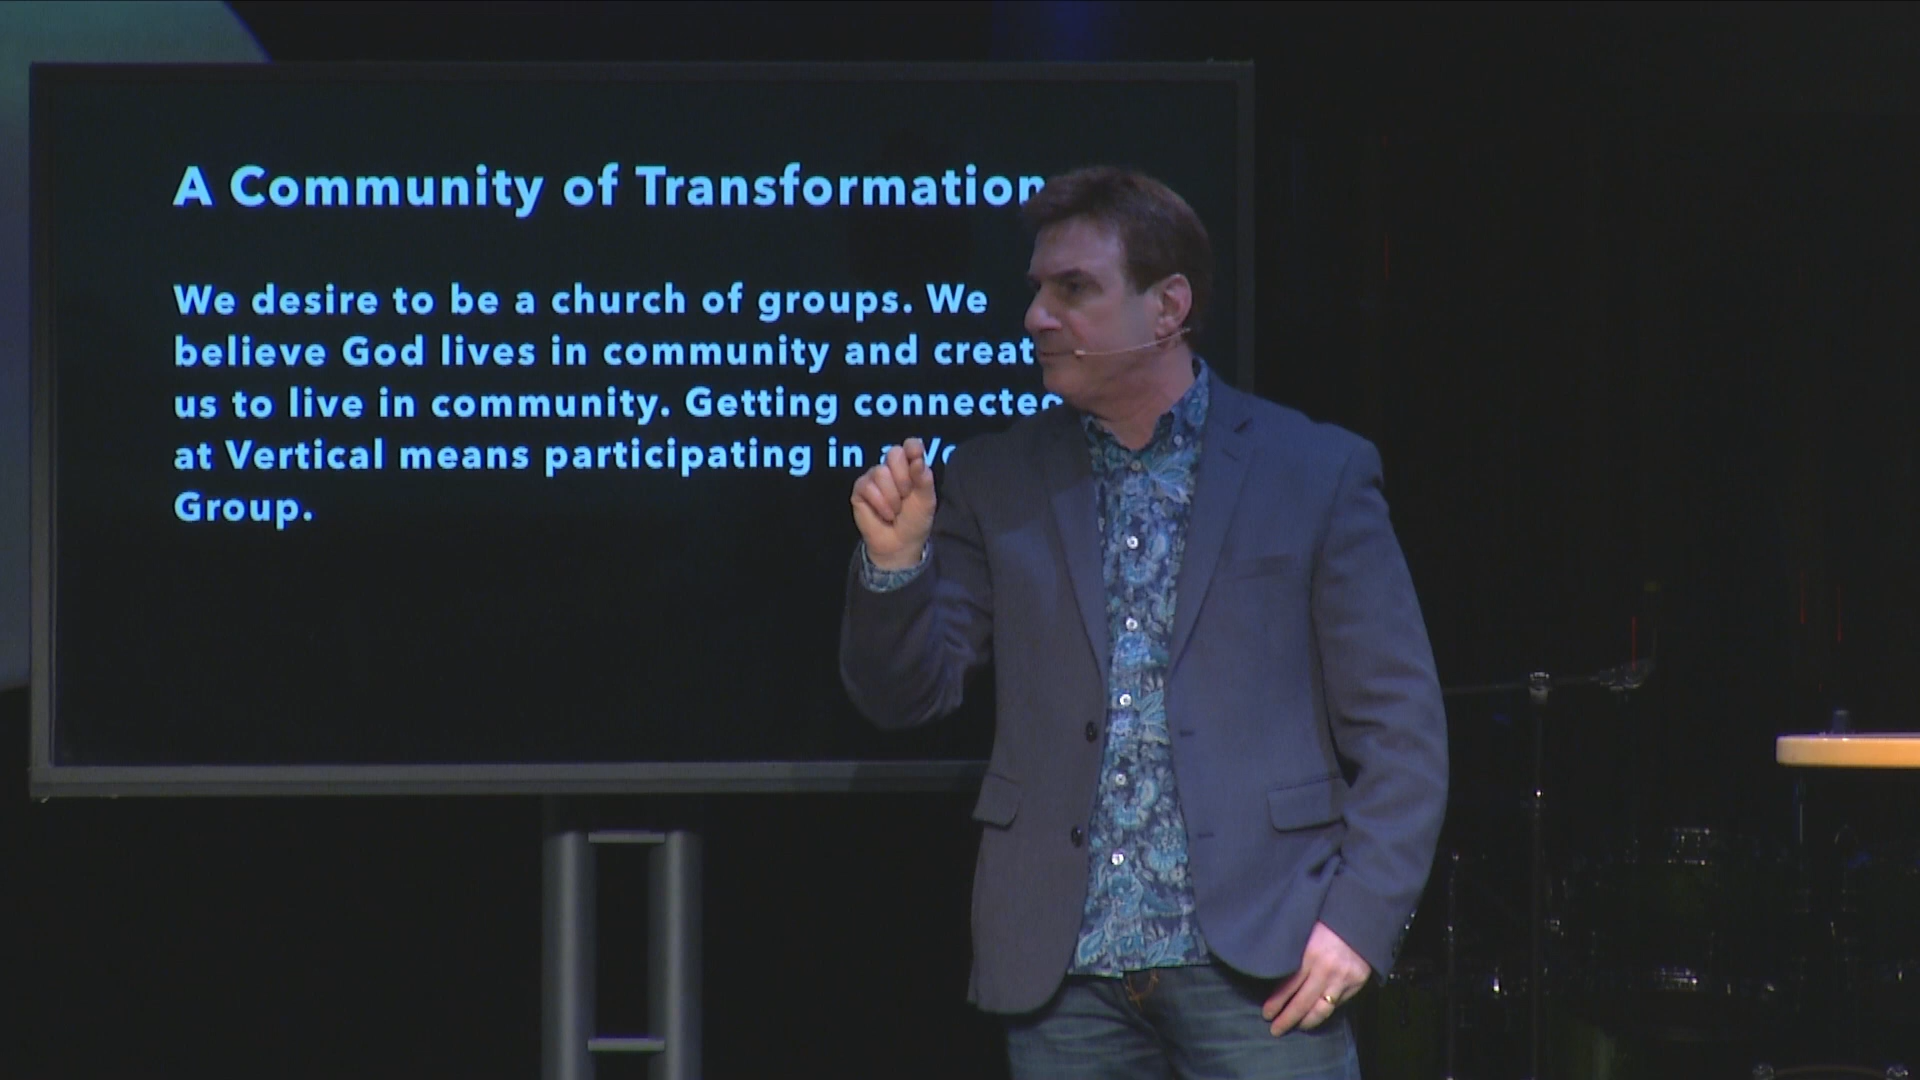 A Community of Transformation
We desire to be a church of groups. We
believe God lives in community and creat
us to live in community. Getting connected
at Vertical means participating in a
Group.